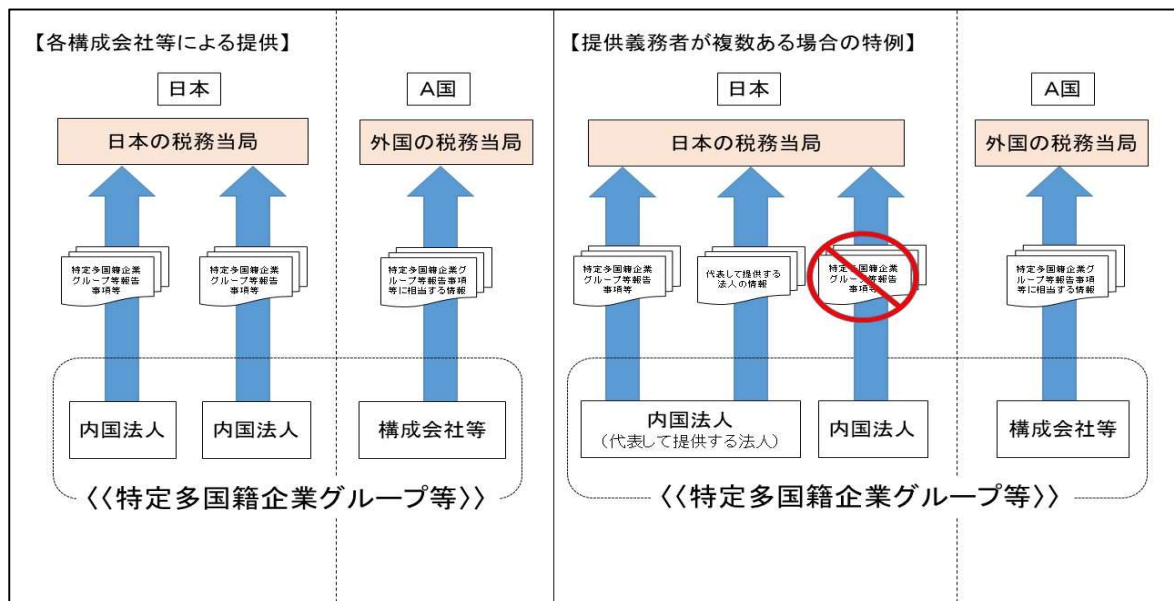 【各構成会社等による提供】
日本
A国
日本の税務当局
外国の税務当局
特定多国籍企業
グループ等報告
事項等
特定多国籍企業
グループ等報告
事項等
特定多国籍企業グ
ループ等報告事項
等に相当する情報
内国法人
内国法人
構成会社等
〈〈特定多国籍企業グループ等〉〉
【提供義務者が複数ある場合の特例】
日本
A国
日本の税務当局
外国の税務当局
特定多国籍企業
グループ等報告
事項等
代表して提供する
法人の情報
特定多国籍企業
グループ等報告
事項等
特定多国籍企業グ
ループ等報告事項
等に相当する情報
内国法人
（代表して提供する法人）
内国法人
構成会社等
〈〈特定多国籍企業グループ等〉〉